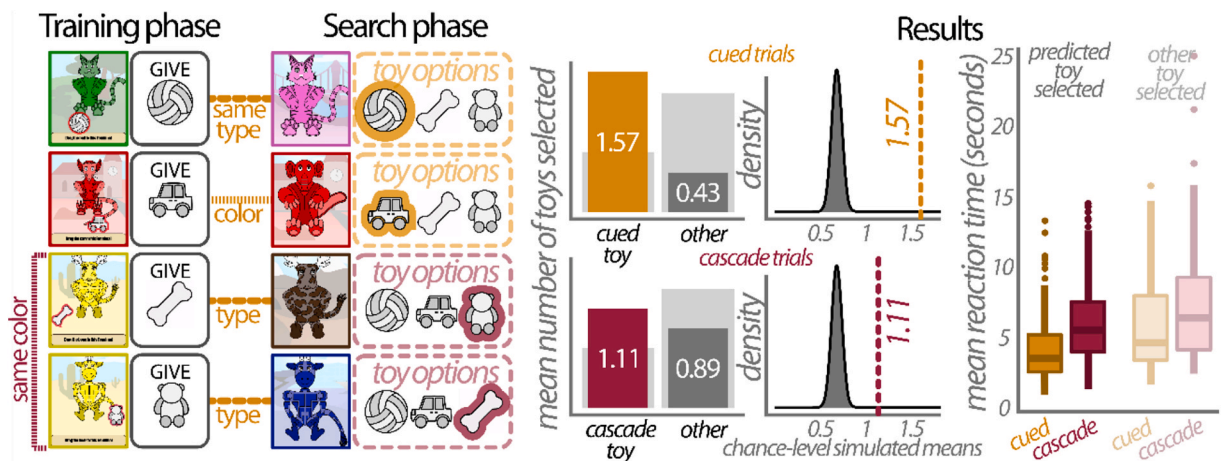 Training phase
Search phase
Results
GIVE
same
type
toy options
GIVE
color
toy options
same color
GIVE
type
toy options
GIVE
type
toy options
mean number of toys selected
cued trials
1.57
0.43
cued
toy
other
density
1.57
0.5
1
1.5
cascade trials
1.11
0.89
cascade
toy
other
density
1.11
0.5
1
1.5
chance-level simulated means
mean reaction time (seconds)
25
20
15
10
5
0
predicted
toy
selected
other
toy
selected
cued
cascade
cued
cascade